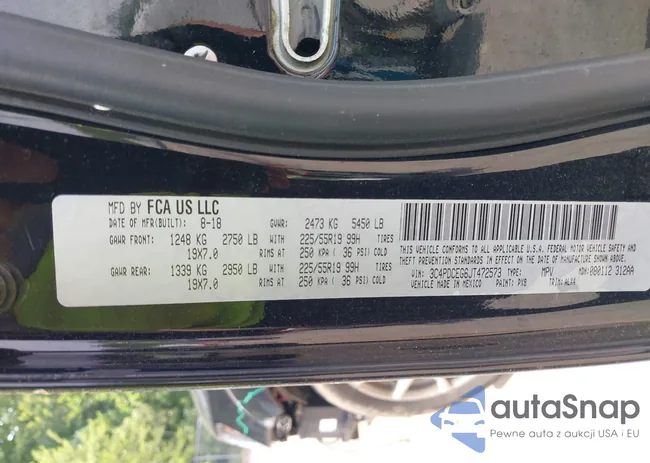 MFD BY FCA US LLC
DATE OF MFR(BUILT): 8-18 GVWR: 2473 KG 5450 LB
GAWR FRONT: 1248 KG 2750 LB WITH 225/55R19 99H TIRES
19X7.0 RIMS AT 250 KPA ( 36 PSI COLD)
GAWR REAR: 1339 KG 2950 LB WITH 225/55R19 99H TIRES
19X7.0 RIMS AT 250 KPA ( 36 PSI COLD)
THIS VEHICLE CONFORMS TO ALL APPLICABLE U.S.A. FEDERAL MOTOR VEHICLE SAFETY AND
THEFT PREVENTION STANDARDS IN EFFECT ON THE DATE OF MANUFACTURE SHOWN ABOVE.
VIN: 3C4PDCEG6JT472573 TYPE: MPV MDH:080112 312AA
VEHICLE MADE IN MEXICO PAINT: PX8 TRIM: ALX9
autaSnap
Pewne auta z aukcji USA i EU